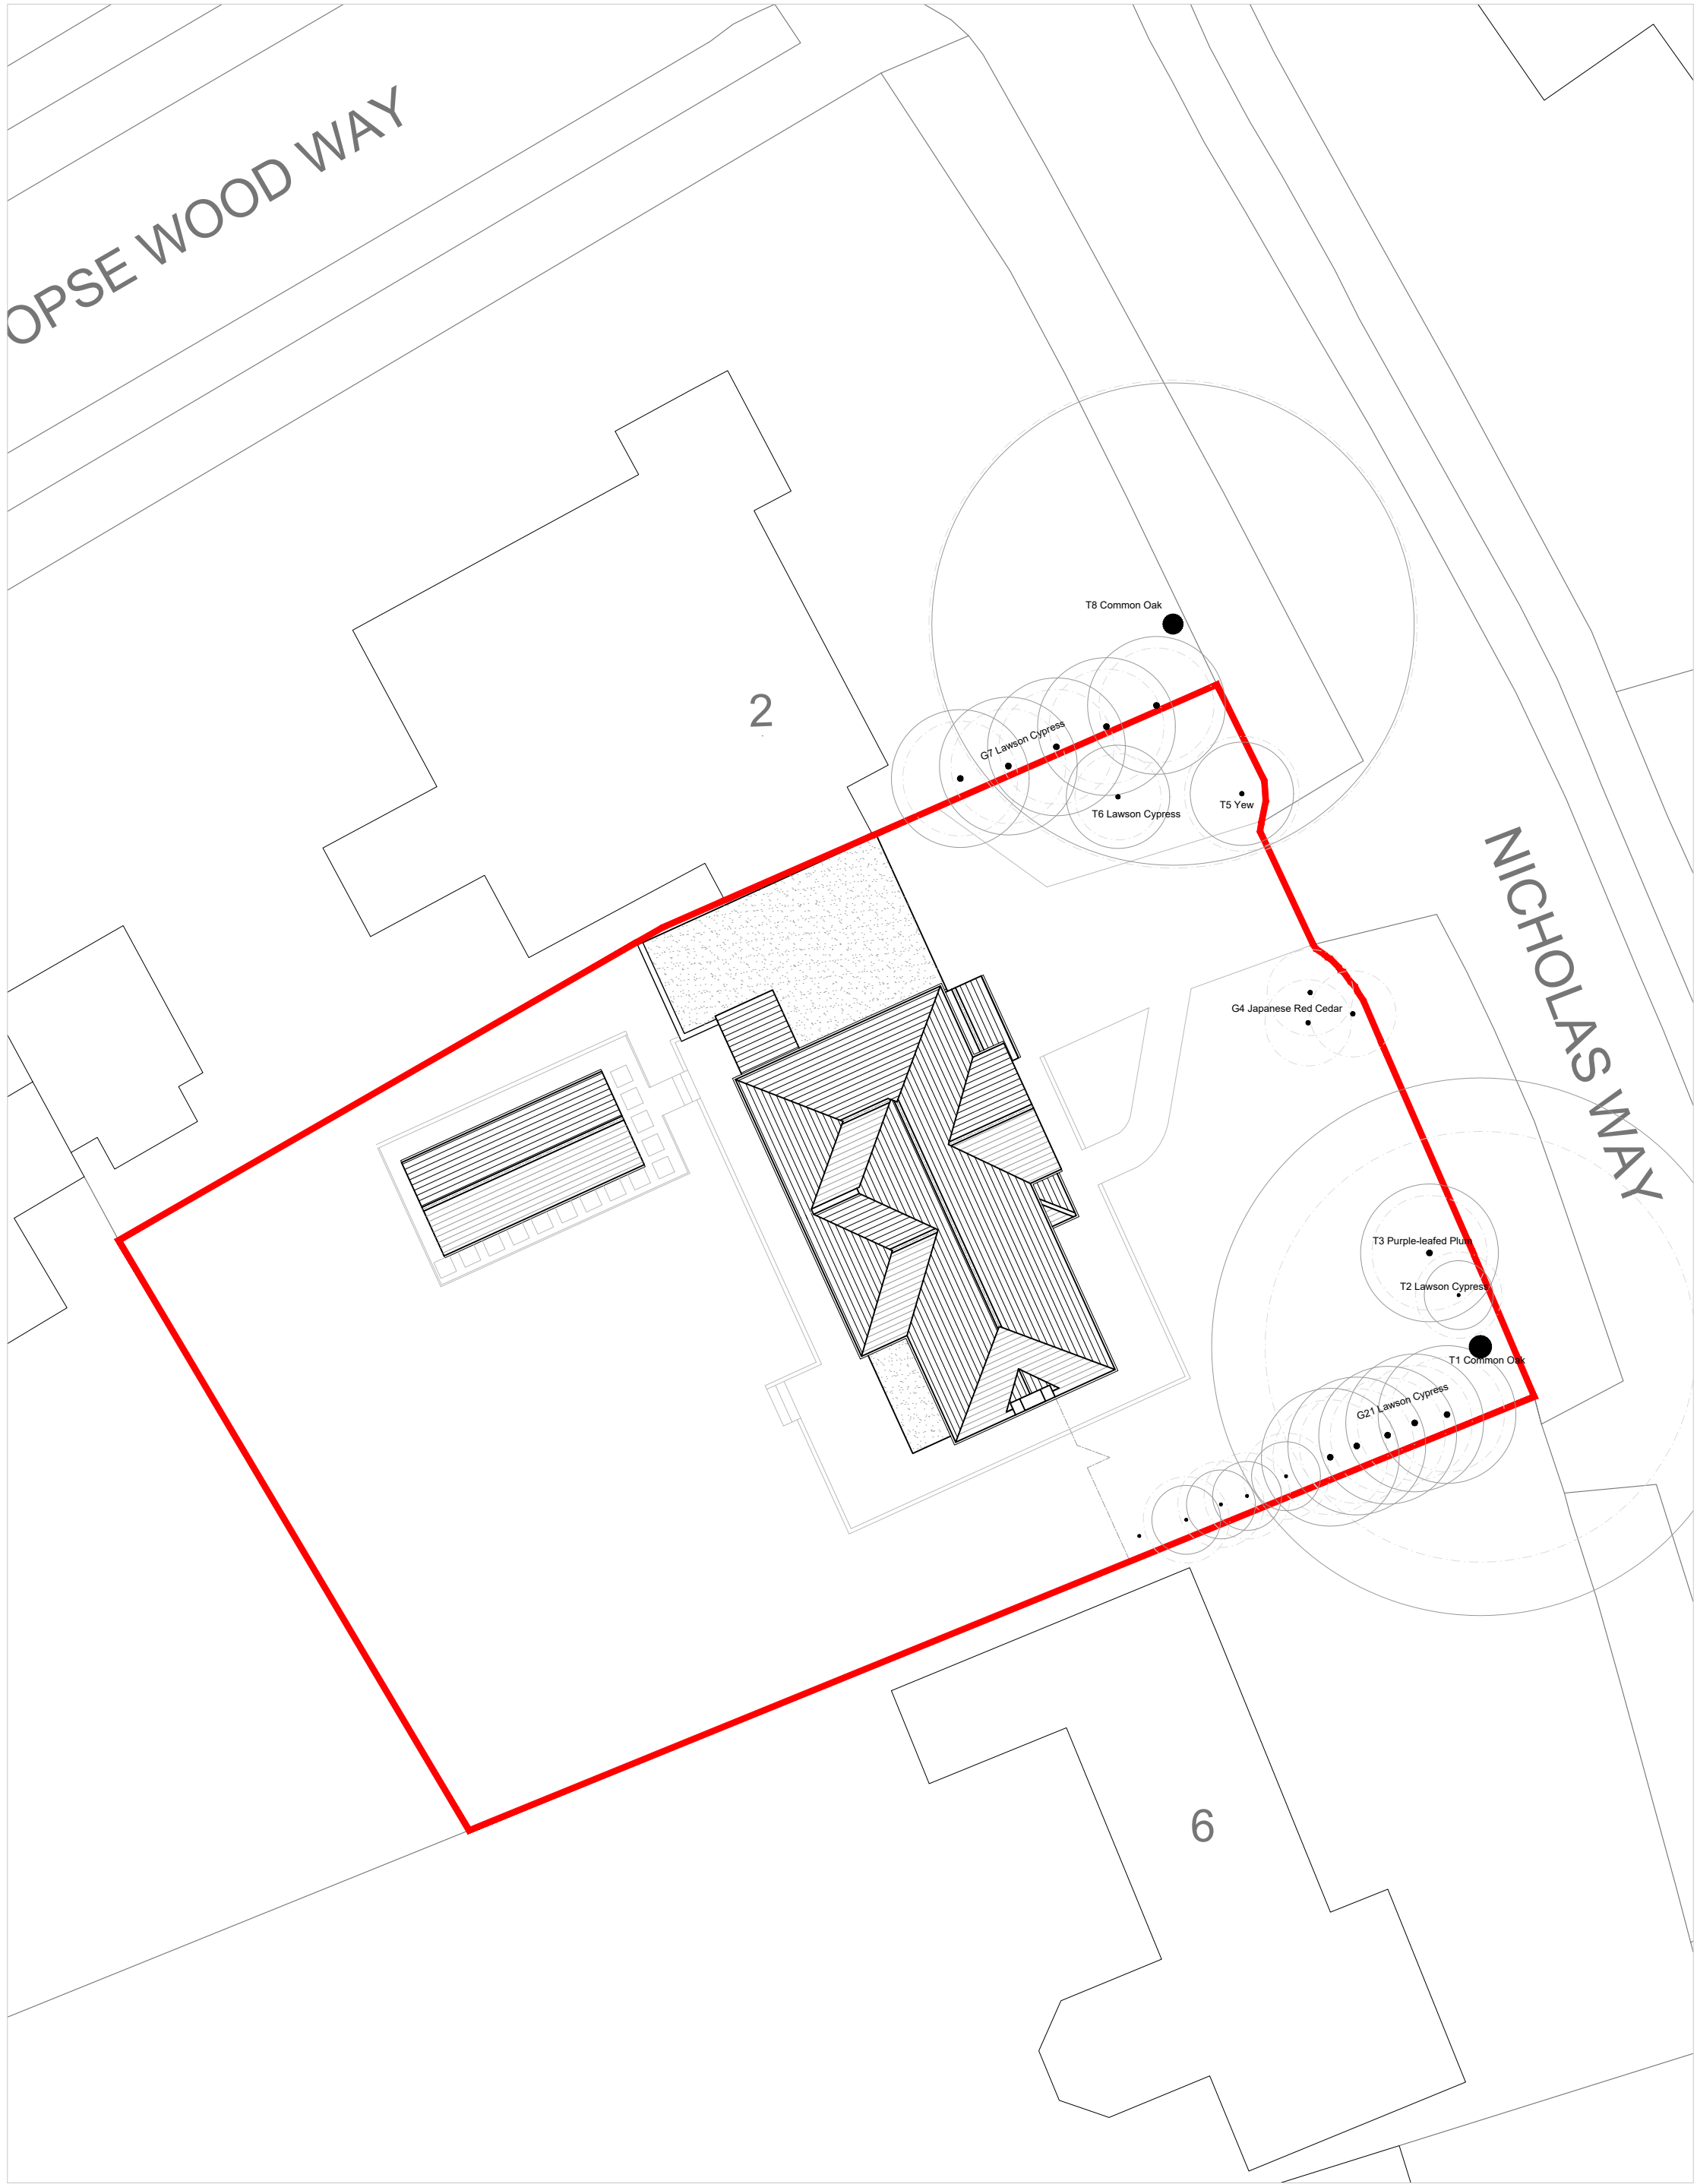 OPSE WOOD WAY
T8 Common Oak
2
G7 Lawson Cypress
T6 Lawson Cypress
T5 Yew
NICHOLAS WAY
G4 Japanese Red Cedar
T3 Purple-leafed Plum
T2 Lawson Cypress
T1 Common Oak
G21 Lawson Cypress
6